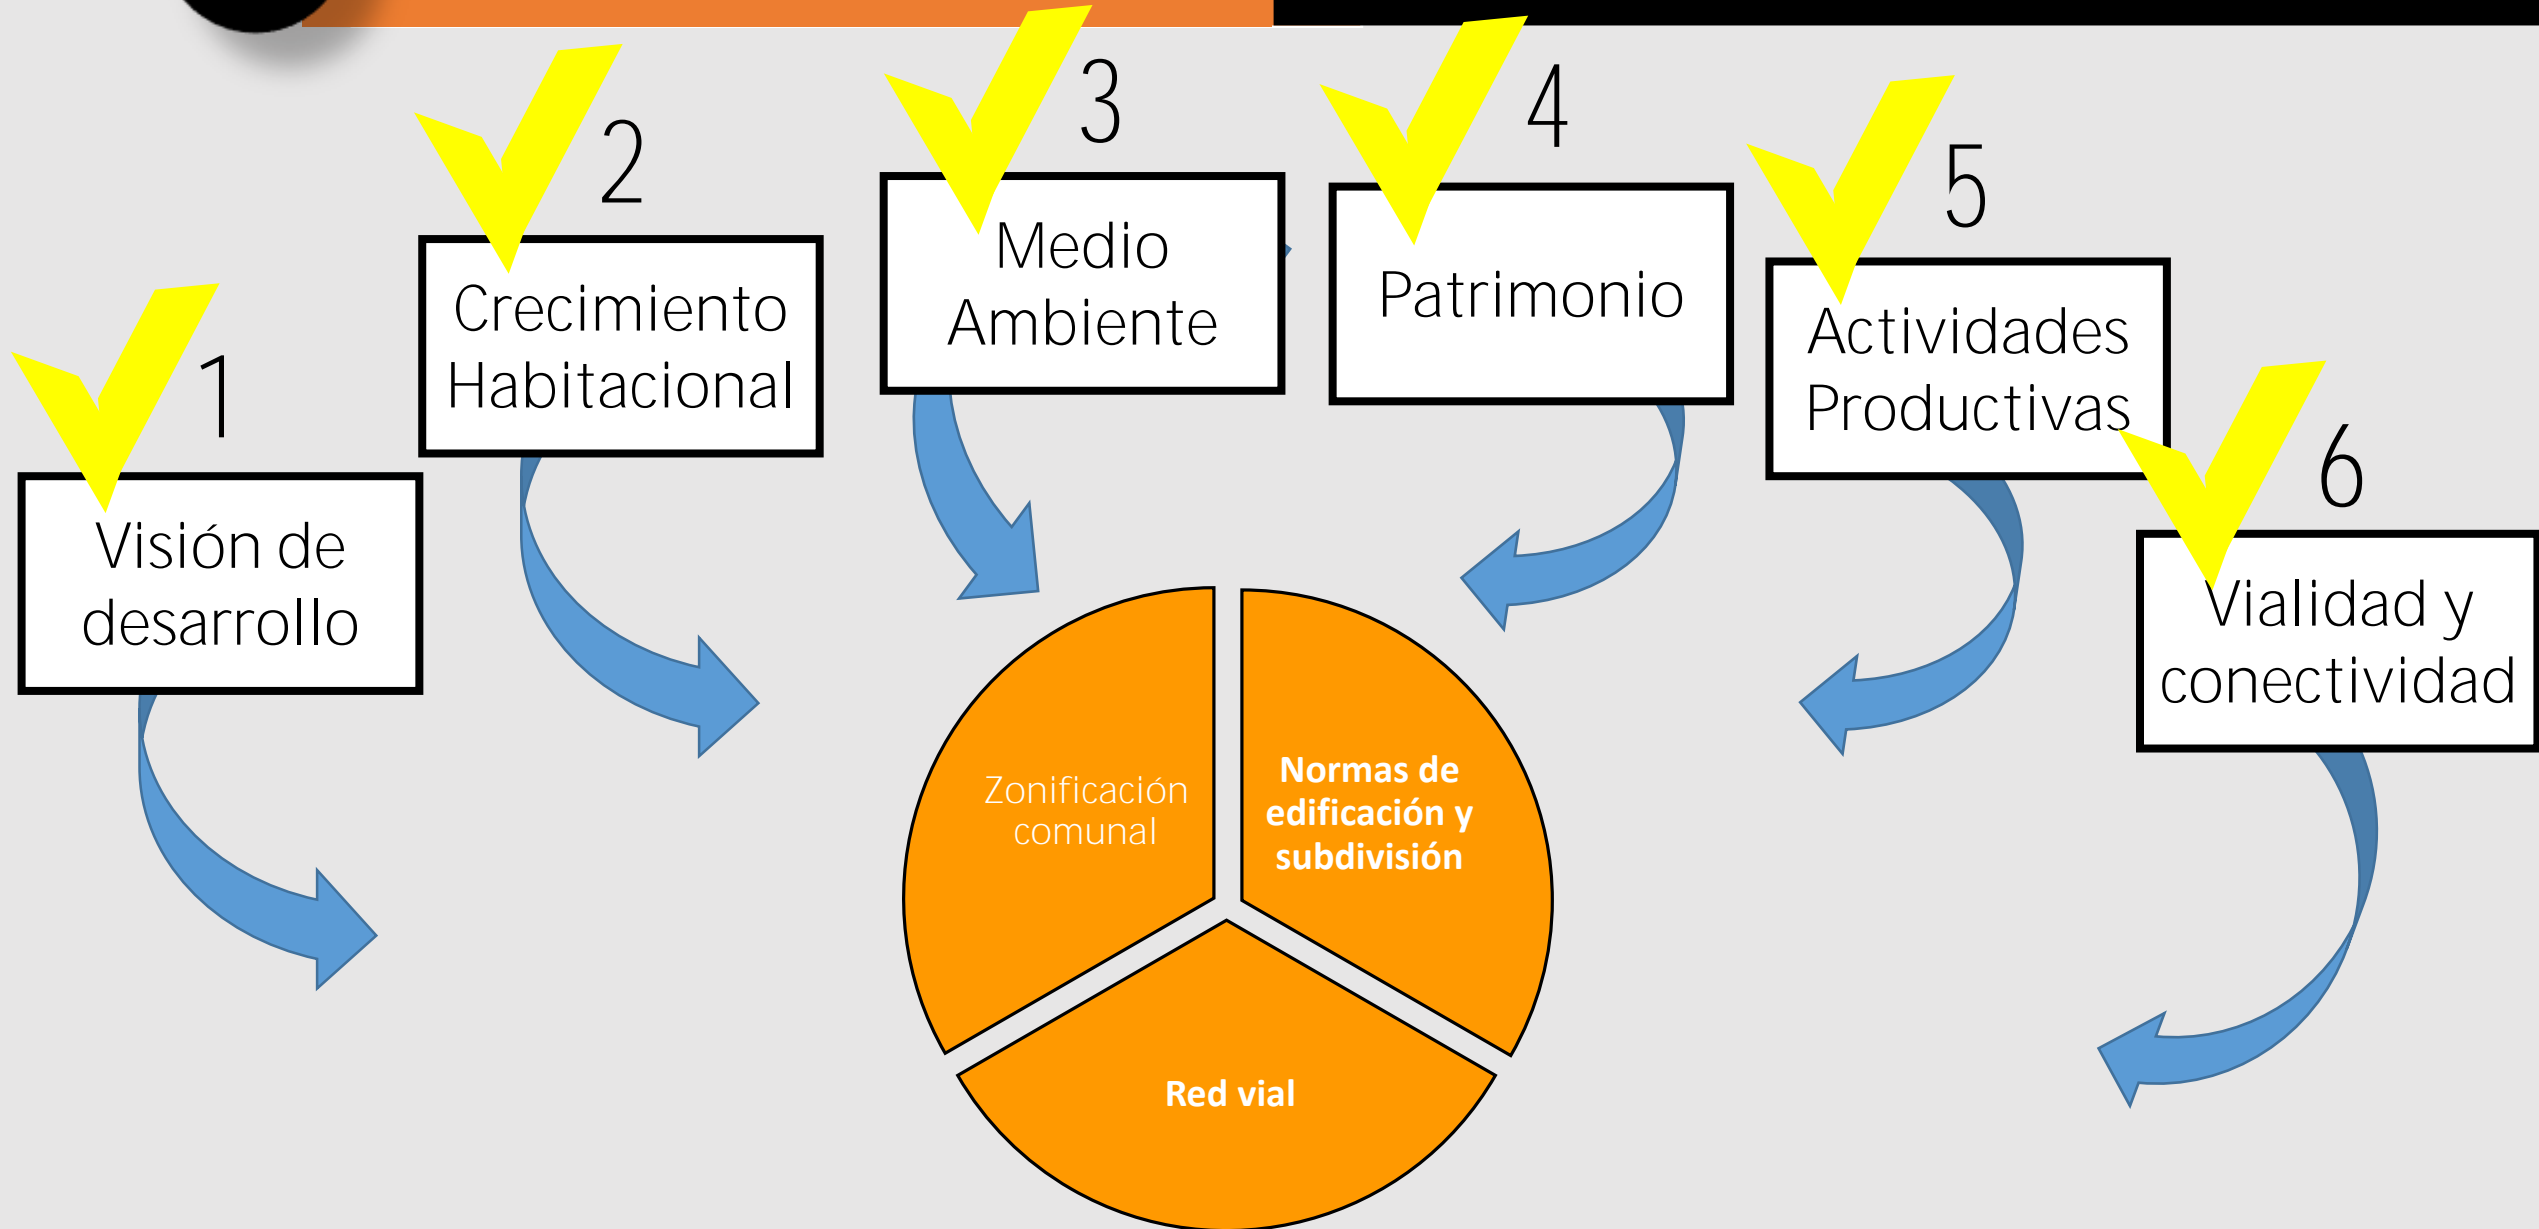 1
Visión de
desarrollo
2
Crecimiento
Habitacional
3
Medio
Ambiente
4
Patrimonio
5
Actividades
Productivas
6
Vialidad y
conectividad
Zonificación
comunal
Normas de
edificación y
subdivisión
Red vial